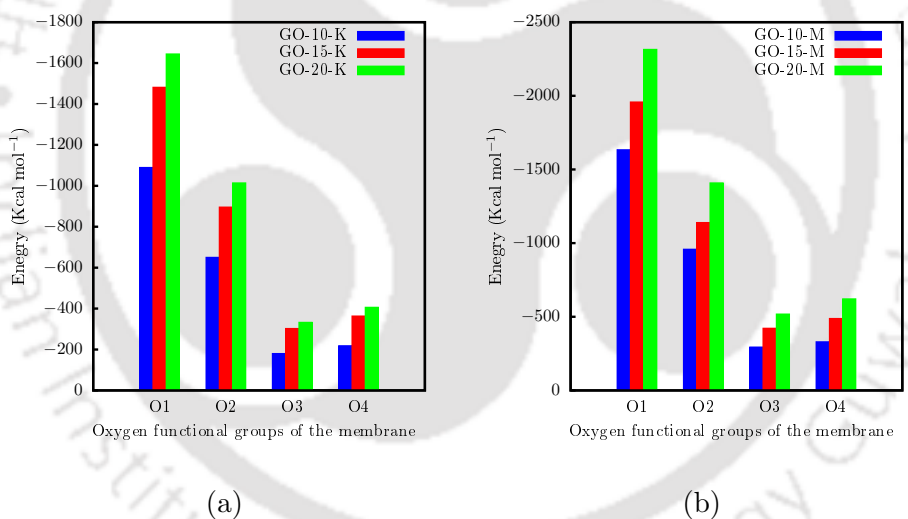 −1800
−1600
−1400
−1200
−1000
−800
−600
−400
−200
0
Enegry (Kcal mol⁻¹)
GO-10-K
GO-15-K
GO-20-K
O1 O2 O3 O4
Oxygen functional groups of the membrane
(a)
−2500
−2000
−1500
−1000
−500
0
Enegry (Kcal mol⁻¹)
GO-10-M
GO-15-M
GO-20-M
O1 O2 O3 O4
Oxygen functional groups of the membrane
(b)